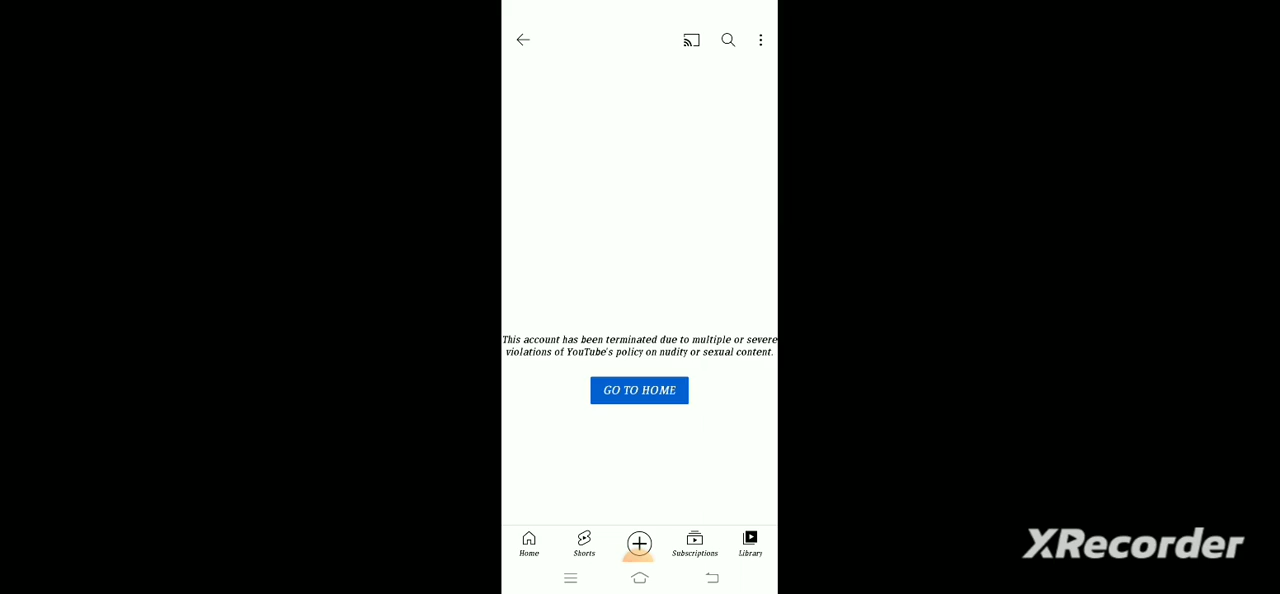 This account has been terminated due to multiple or severe
violations of YouTube's policy on nudity or sexual content.
GO TO HOME
Home
Shorts
Subscriptions
Library
XRecorder